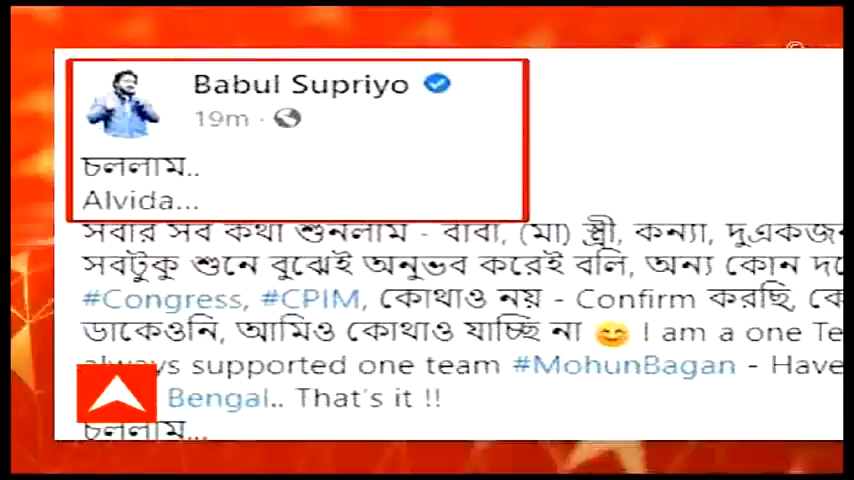 Babul Supriyo
19m ·
চললাম..
Alvida...
সবার সব কথা শুনলাম - বাবা, (মা) স্ত্রী, কন্যা, দুএকজন
সবটুকু শুনে বুঝেই অনুভব করেই বলি, অন্য কোন
#Congress, #CPIM, কোথাও নয় - Confirm করছি,
ডাকেওনি, আমিও কোথাও যাচ্ছি না 😊 I am a one
always supported one team #MohunBagan - Have
Bengal.. That's it !!
চললাম...